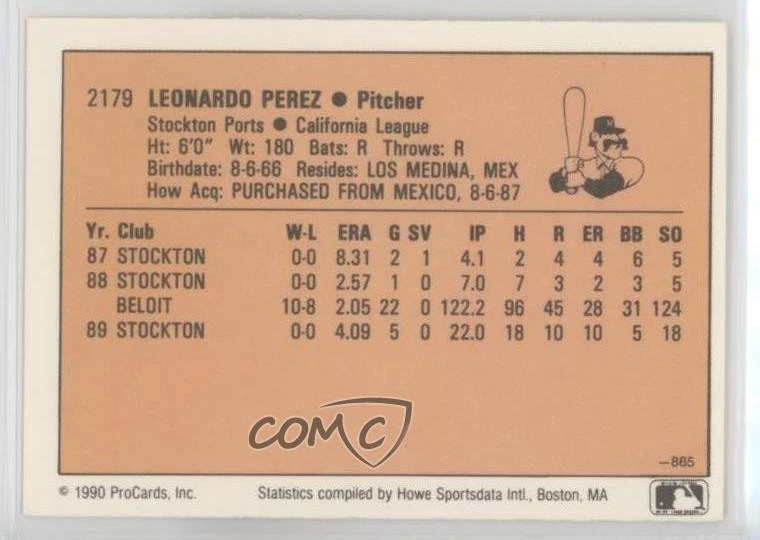 2179 LEONARDO PEREZ ● Pitcher
Stockton Ports ● California League
Ht: 6'0" Wt: 180 Bats: R Throws: R
Birthdate: 8-6-66 Resides: LOS MEDINA, MEX
How Acq: PURCHASED FROM MEXICO, 8-6-87
Yr. Club W-L ERA G SV IP H R ER BB SO
87 STOCKTON 0-0 8.31 2 1 4.1 2 4 4 6 5
88 STOCKTON 0-0 2.57 1 0 7.0 7 3 2 3 5
BELOIT 10-8 2.05 22 0 122.2 96 45 28 31 124
89 STOCKTON 0-0 4.09 5 0 22.0 18 10 10 5 18
COMC
—865
© 1990 ProCards, Inc. Statistics compiled by Howe Sportsdata Intl., Boston, MA